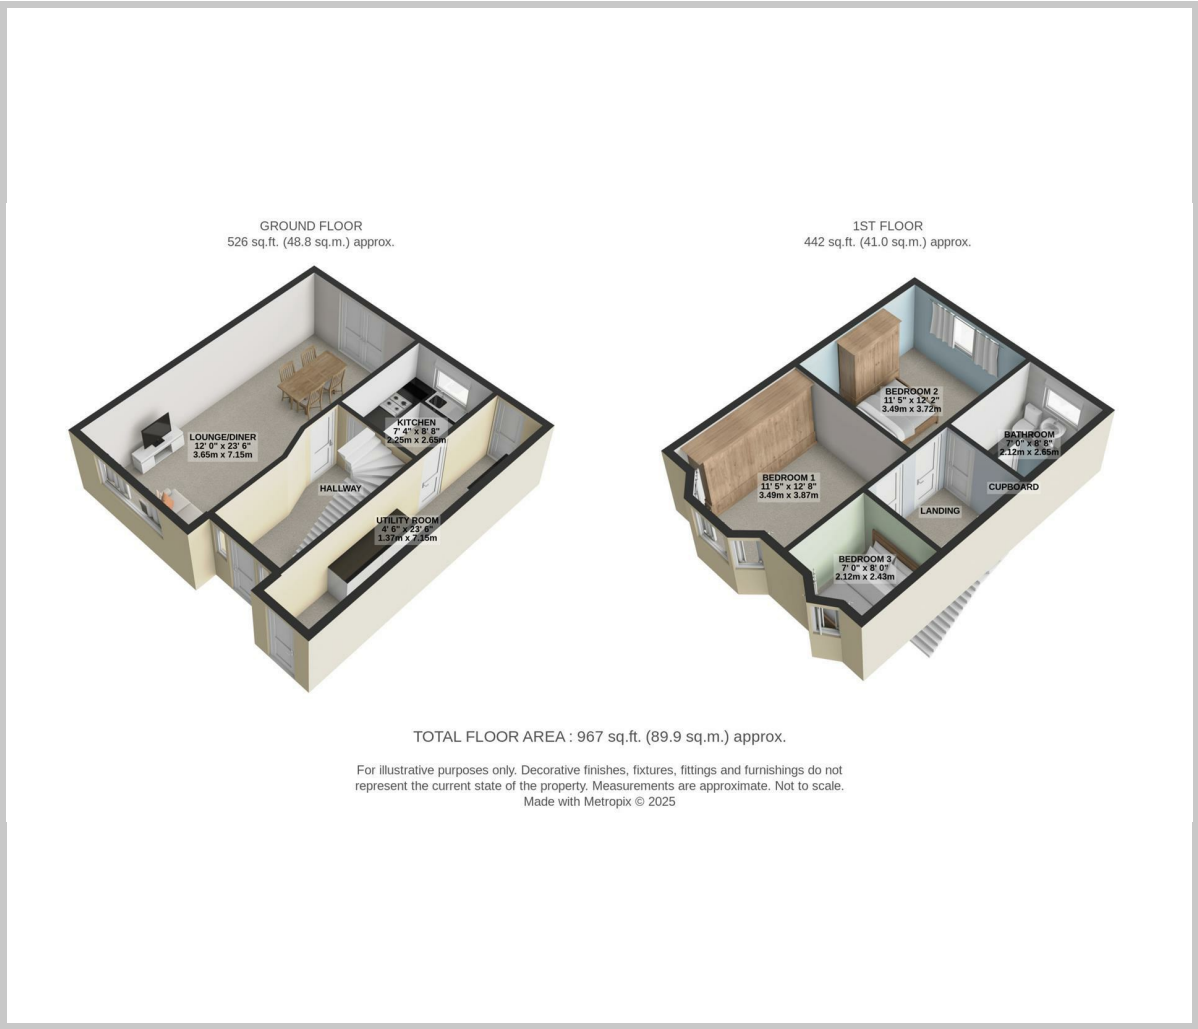 GROUND FLOOR
526 sq.ft. (48.8 sq.m.) approx.
1ST FLOOR
442 sq.ft. (41.0 sq.m.) approx.
LOUNGE/DINER
12' 0" x 23' 6"
3.65m x 7.15m
KITCHEN
7' 4" x 8' 8"
2.25m x 2.65m
HALLWAY
UTILITY ROOM
4' 6" x 23' 6"
1.37m x 7.15m
BEDROOM 2
11' 5" x 12' 2"
3.49m x 3.72m
BATHROOM
7' 0" x 8' 8"
2.12m x 2.65m
BEDROOM 1
11' 5" x 12' 8"
3.49m x 3.87m
CUPBOARD
LANDING
BEDROOM 3
7' 0" x 8' 0"
2.12m x 2.43m
TOTAL FLOOR AREA : 967 sq.ft. (89.9 sq.m.) approx.
For illustrative purposes only. Decorative finishes, fixtures, fittings and furnishings do not
represent the current state of the property. Measurements are approximate. Not to scale.
Made with Metropix © 2025